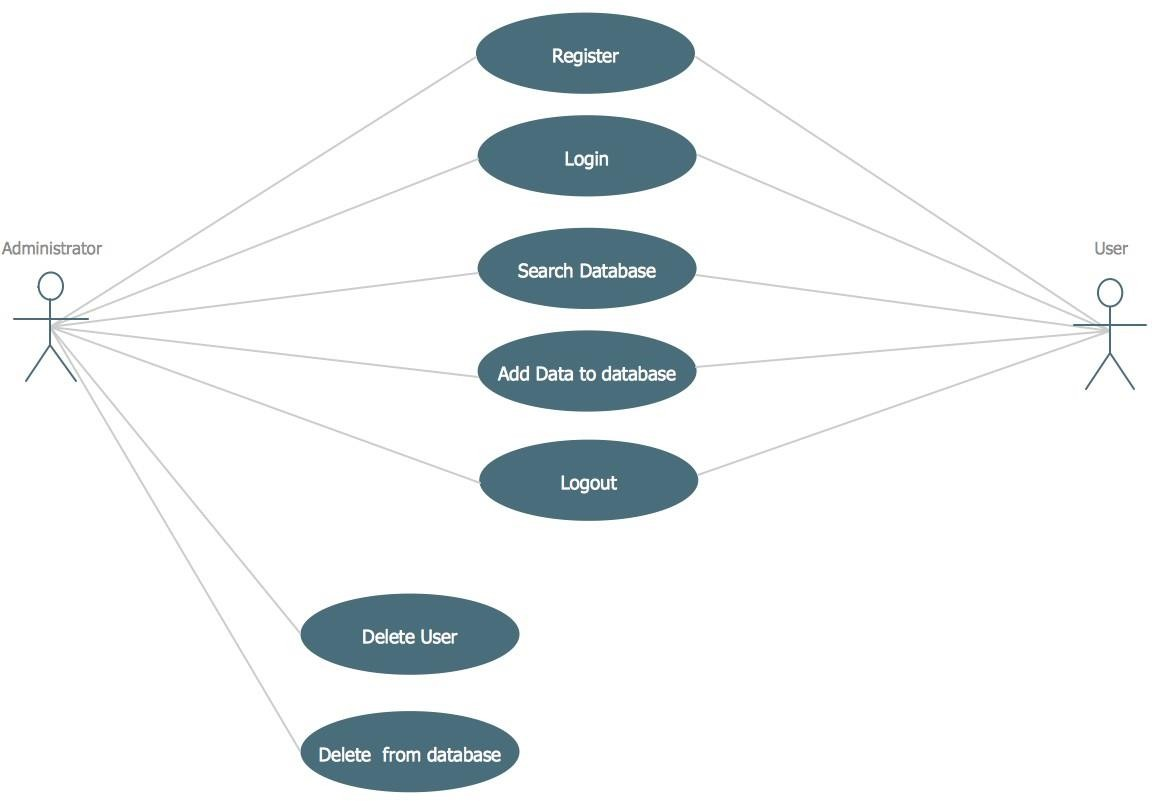 Register
Login
Administrator
User
Search Database
Add Data to database
Logout
Delete User
Delete  from database